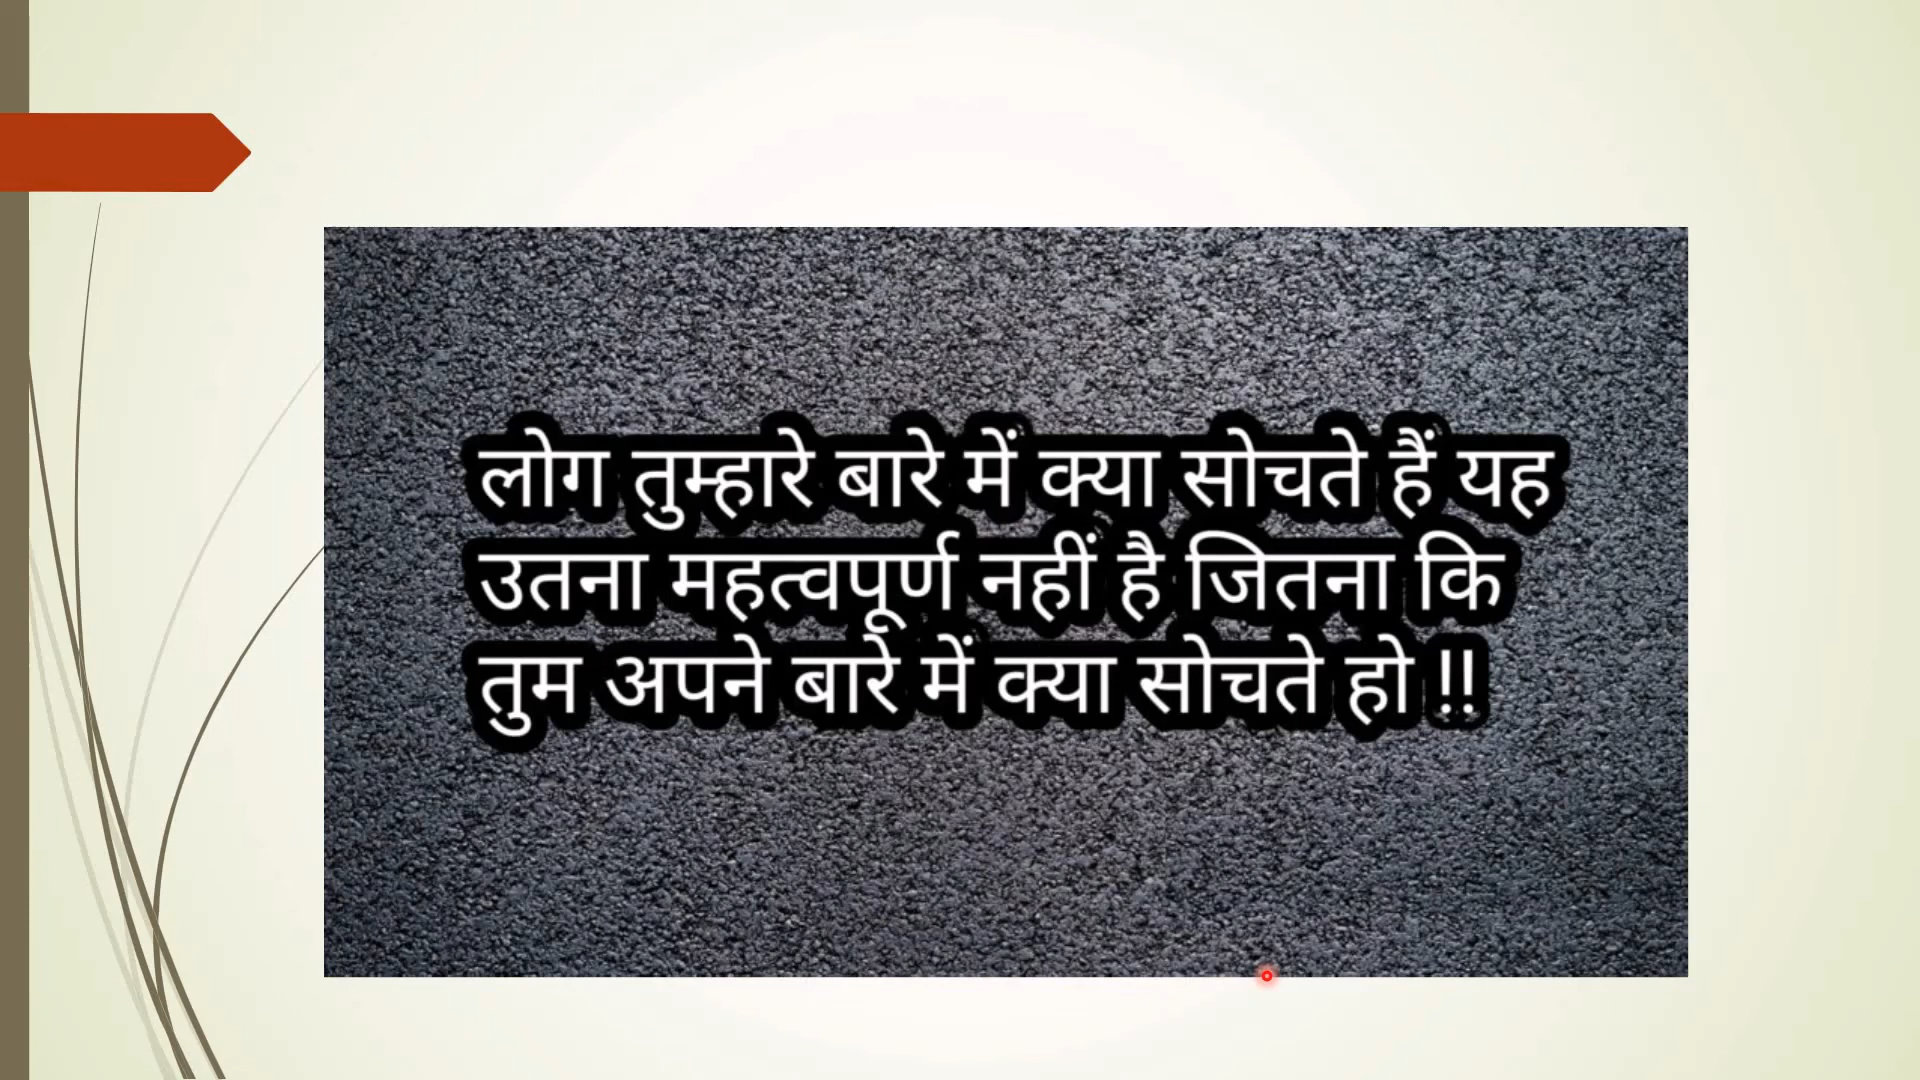 लोग तुम्हारे बारे में क्या सोचते हैं यह
उतना महत्वपूर्ण नहीं है जितना कि
तुम अपने बारे में क्या सोचते हो !!